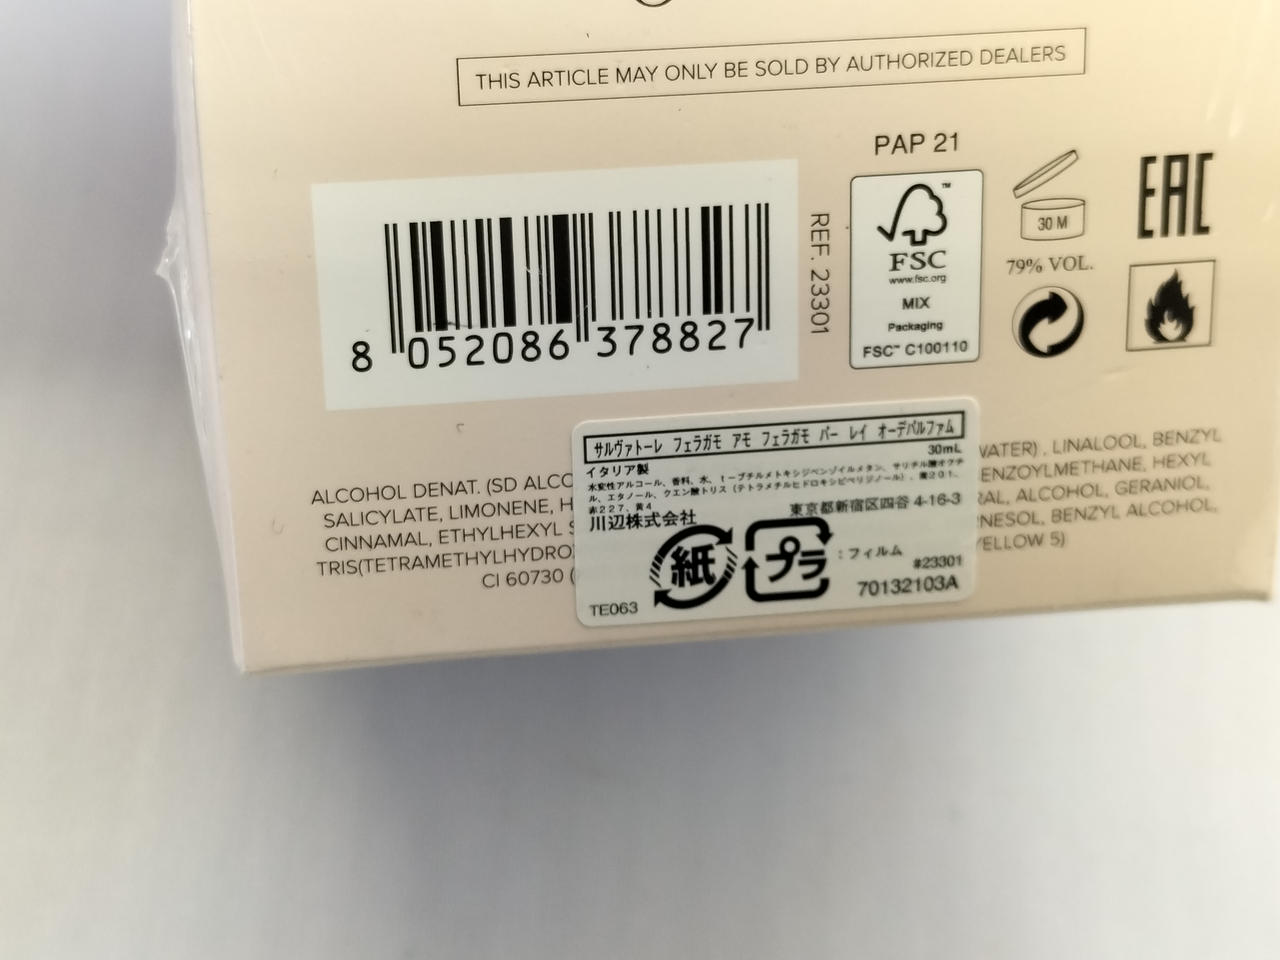 THIS ARTICLE MAY ONLY BE SOLD BY AUTHORIZED DEALERS
PAP 21
8 052086 378827
REF. 23301
FSC™
www.fsc.org
MIX
Packaging
FSC™ C100110
30 M
79% VOL.
EAC
ALCOHOL DENAT. (SD ALCO
SALICYLATE, LIMONENE, H
CINNAMAL, ETHYLHEXYL S
TRIS(TETRAMETHYLHYDRO
CI 60730 (
WATER), LINALOOL, BENZYL
ENZOYLMETHANE, HEXYL
RAL, ALCOHOL, GERANIOL,
NESOL, BENZYL ALCOHOL,
YELLOW 5)
サルヴァトーレ フェラガモ アモ フェラガモ パー レイ オーデパルファム
30mL
イタリア製
水変性アルコール、香料、水、t-ブチルメトキシジベンゾイルメタン、サリチル酸オクチ
ル、エタノール、クエン酸トリス(テトラメチルヒドロキシピペリジノール)、紫201、
赤227、黄4
東京都新宿区四谷 4-16-3
川辺株式会社
紙
プラ
:フィルム
#23301
TE063
70132103A